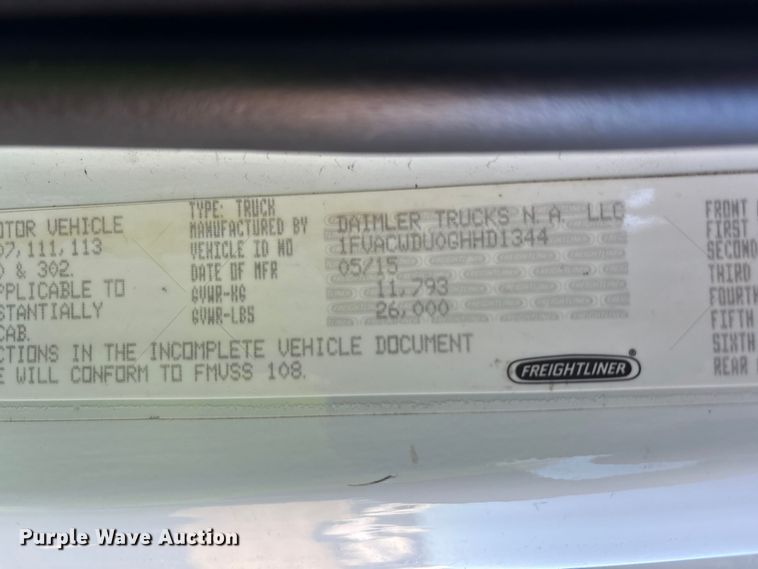 OTOR VEHICLE
07,111,113
0 & 302.
APPLICABLE TO
STANTIALLY
CAB.
CTIONS IN THE INCOMPLETE VEHICLE DOCUMENT
E WILL CONFORM TO FMVSS 108.
TYPE: TRUCK
MANUFACTURED BY DAIMLER TRUCKS N.A. LLC
VEHICLE ID NO 1FVACWDU0GHHD1344
DATE OF MFR 05/15
GVWR-KG 11,793
GVWR-LBS 26,000
FREIGHTLINER®
FRONT
FIRST
SECOND
THIRD
FOURTH
FIFTH
SIXTH
REAR
Purple Wave Auction